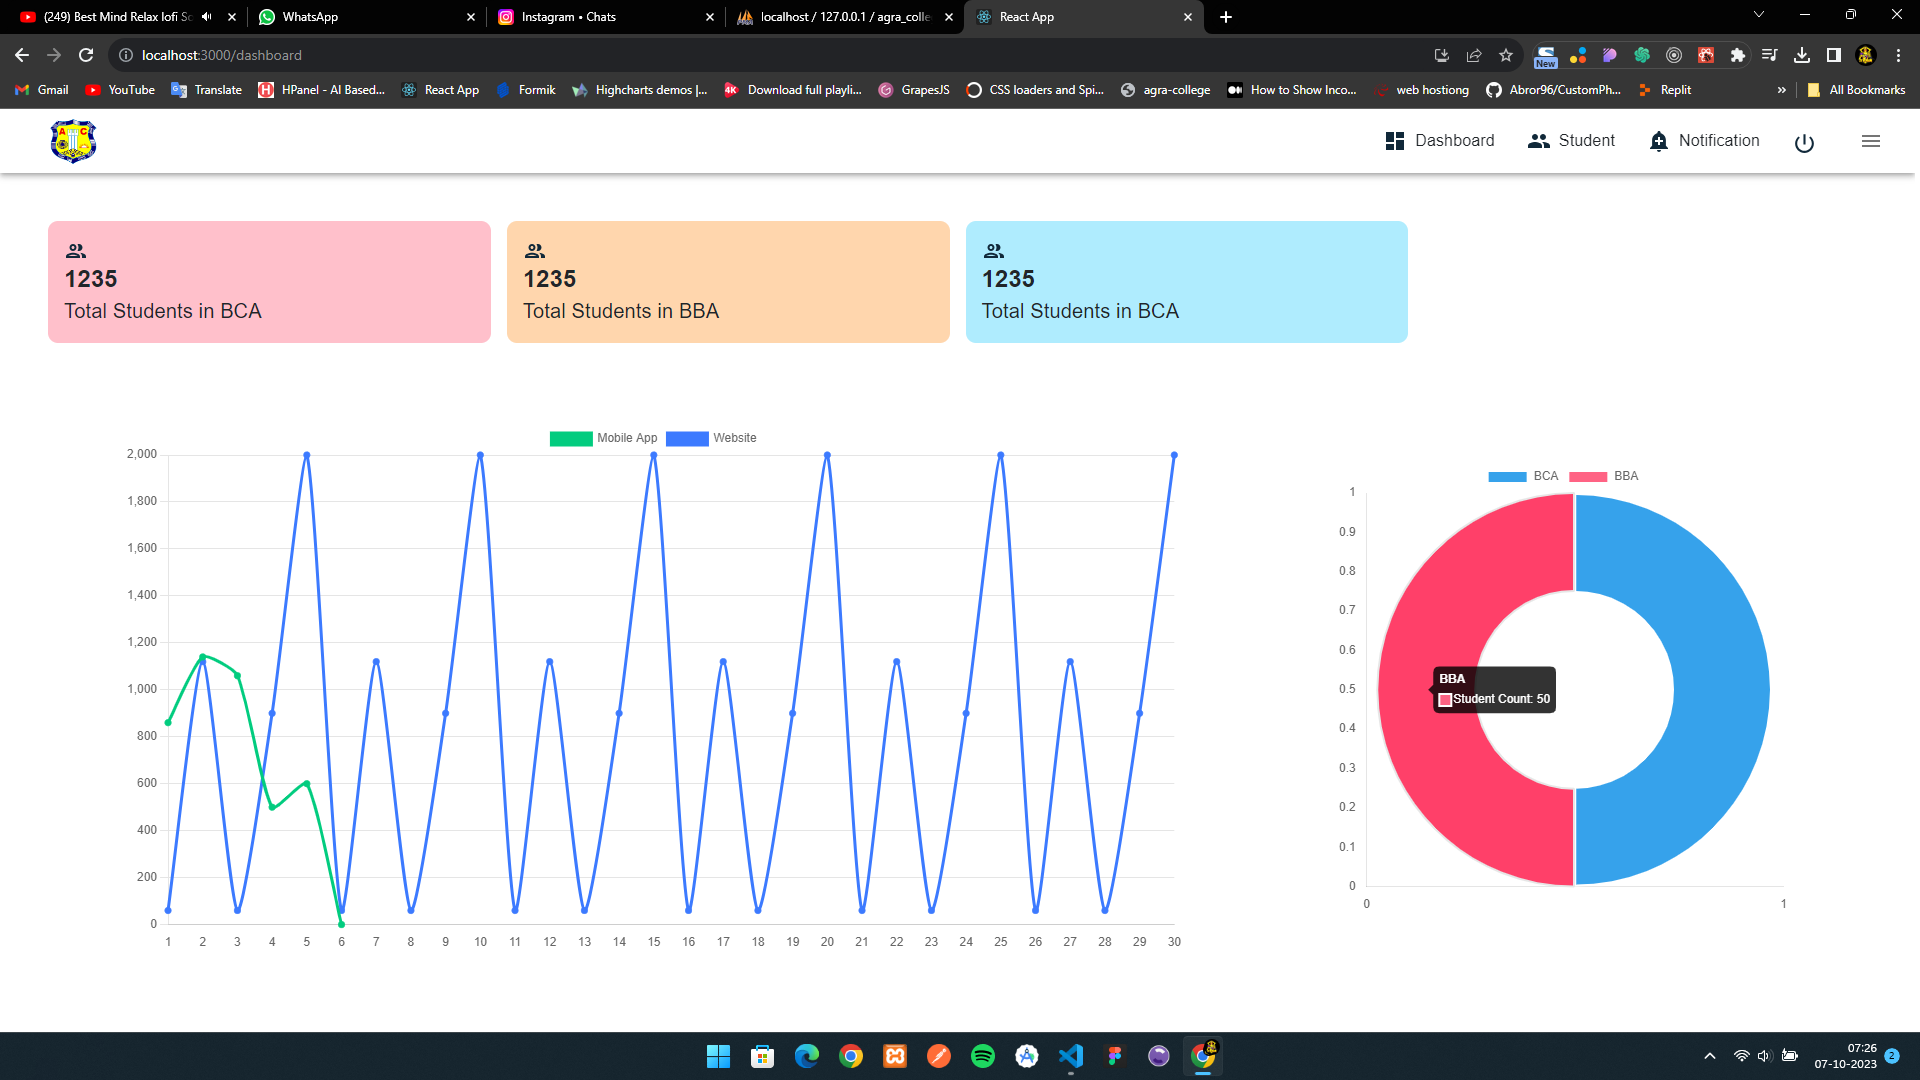 (249) Best Mind Relax lofi Sc
WhatsApp
Instagram • Chats
localhost / 127.0.0.1 / agra_colle
React App
localhost:3000/dashboard
New
Gmail
YouTube
Translate
HPanel - AI Based...
React App
Formik
Highcharts demos |...
Download full playli...
GrapesJS
CSS loaders and Spi...
agra-college
How to Show Inco...
web hostiong
Abror96/CustomPh...
Replit
»
All Bookmarks
A C
Dashboard
Student
Notification
1235
Total Students in BCA
1235
Total Students in BBA
1235
Total Students in BCA
Mobile App
Website
2,000
1,800
1,600
1,400
1,200
1,000
800
600
400
200
0
1 2 3 4 5 6 7 8 9 10 11 12 13 14 15 16 17 18 19 20 21 22 23 24 25 26 27 28 29 30
BCA
BBA
1
0.9
0.8
0.7
0.6
0.5
0.4
0.3
0.2
0.1
0
0 1
BBA
Student Count: 50
07:26
07-10-2023
2